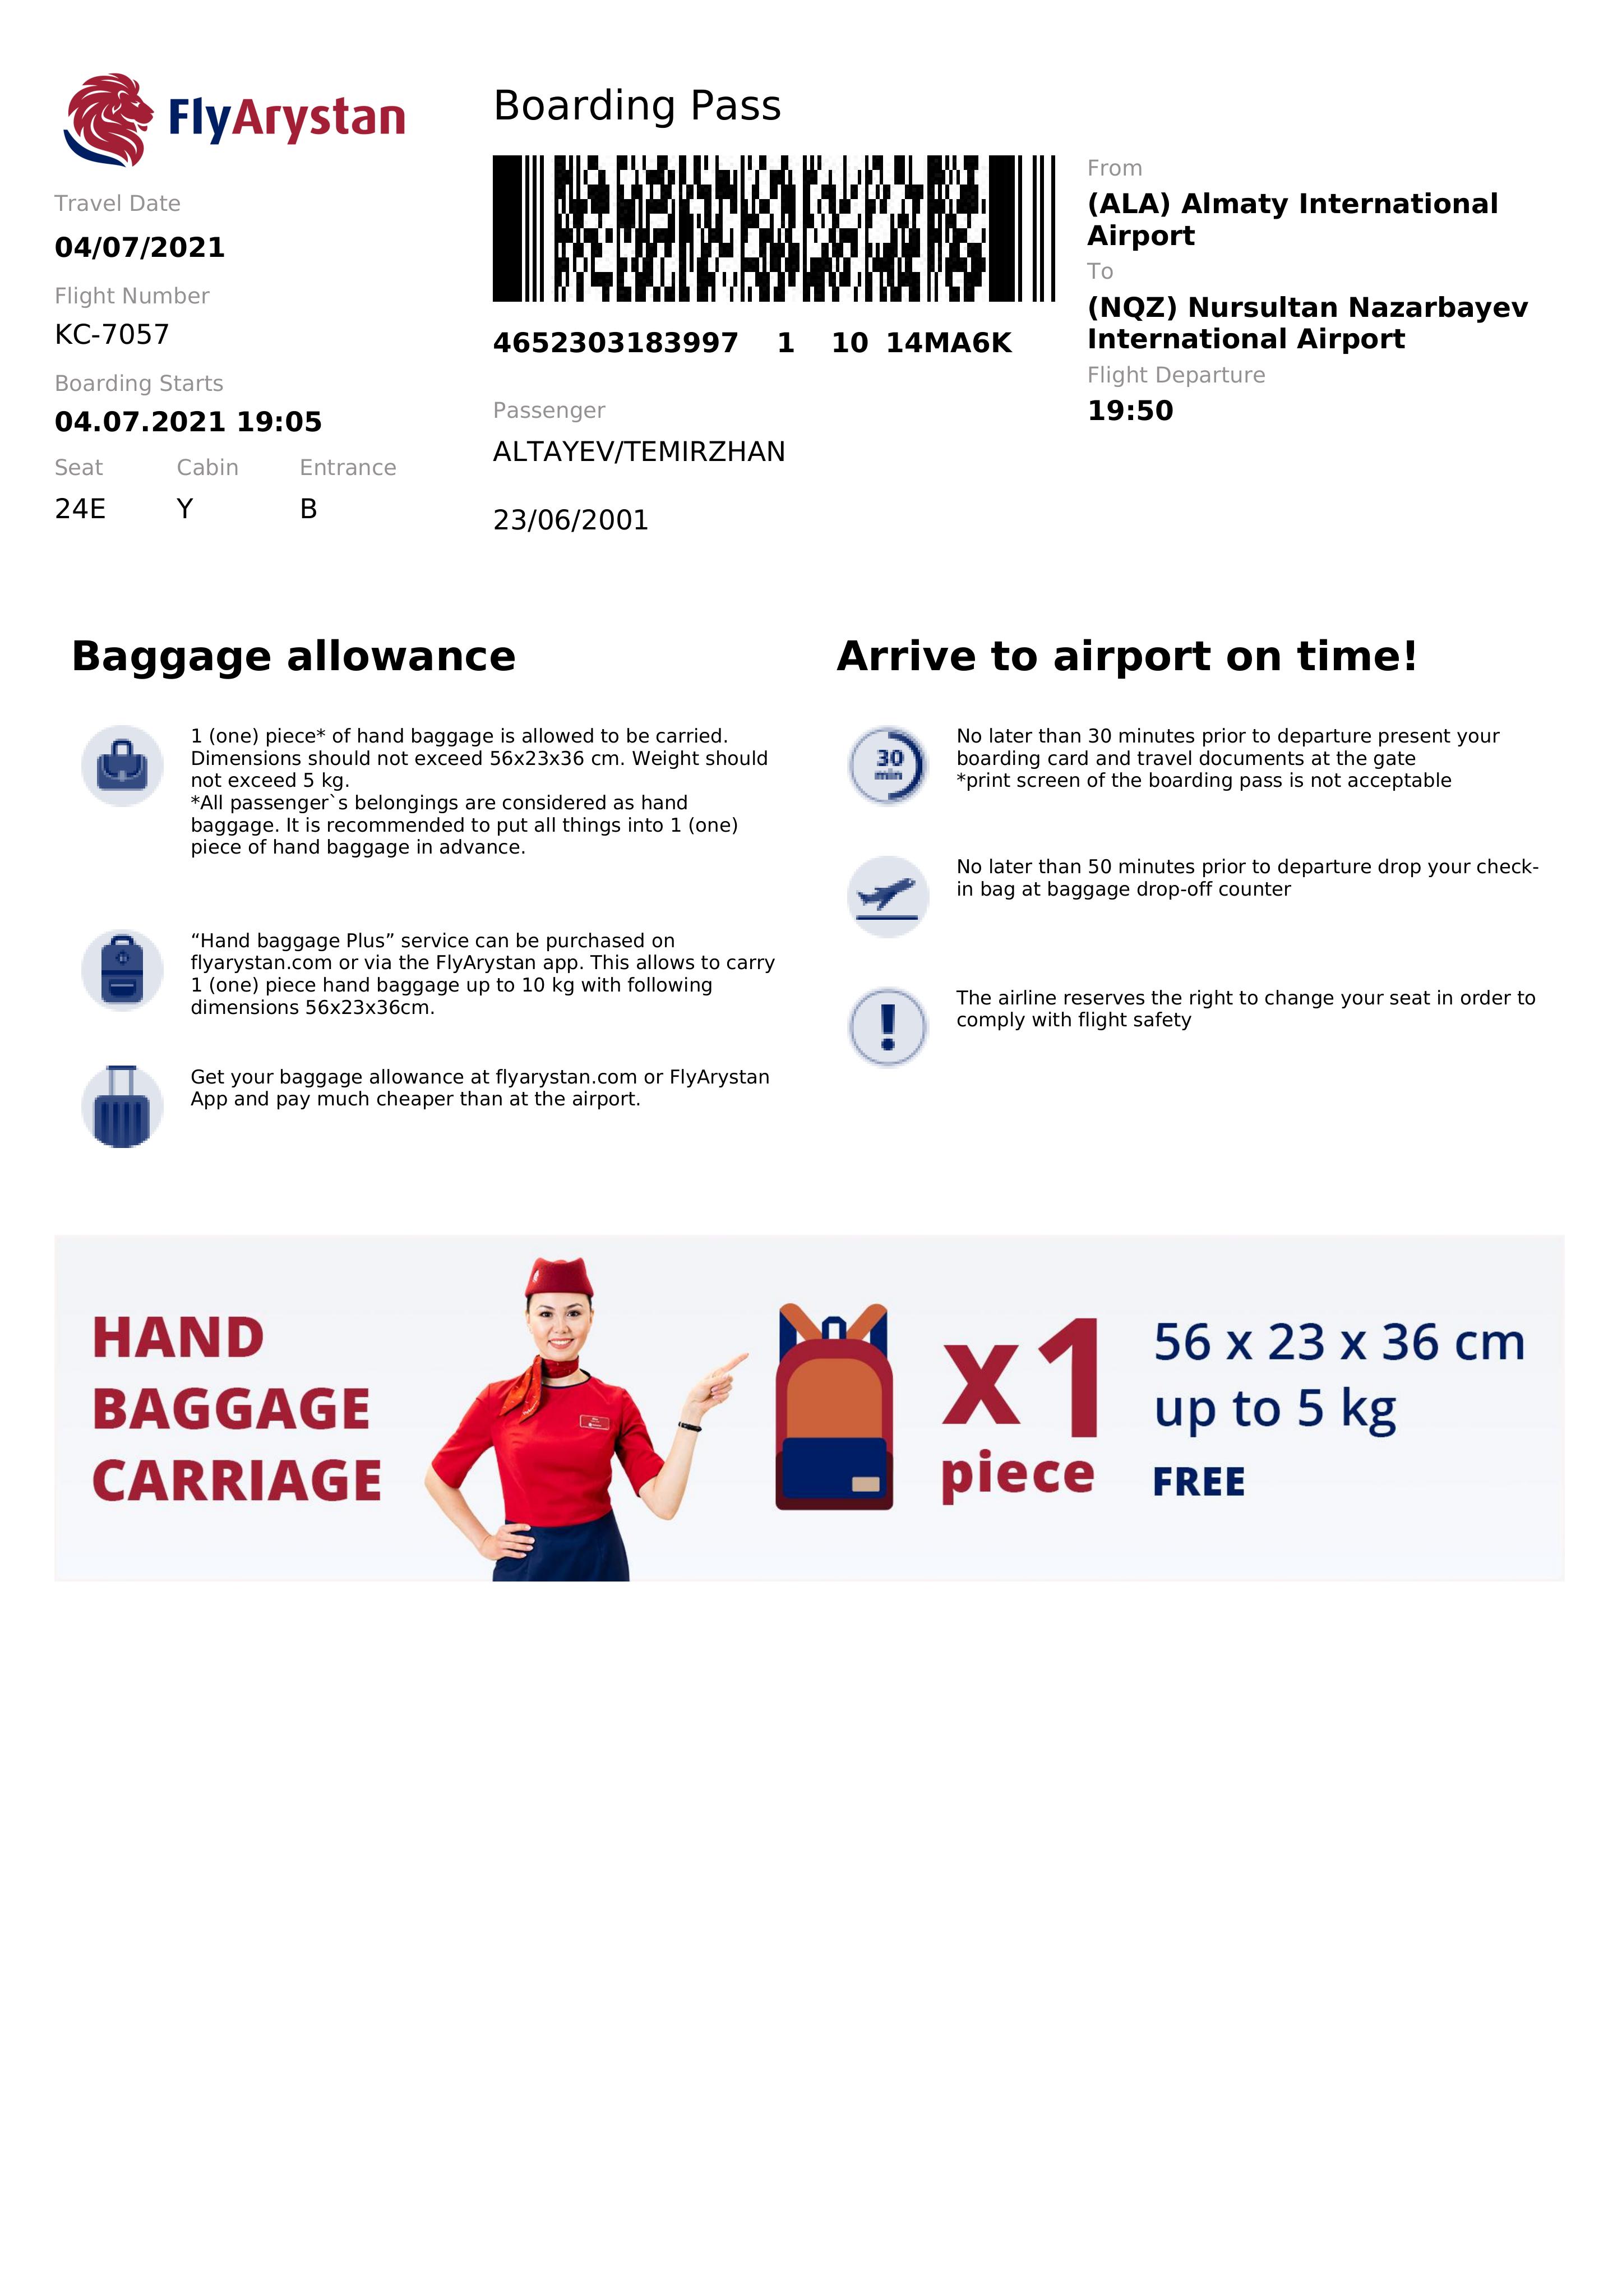 FlyArystan
Boarding Pass
Travel Date
04/07/2021
Flight Number
KC-7057
Boarding Starts
04.07.2021 19:05
Seat Cabin Entrance
24E Y B
4652303183997 1 10 14MA6K
Passenger
ALTAYEV/TEMIRZHAN
23/06/2001
From
(ALA) Almaty International
Airport
To
(NQZ) Nursultan Nazarbayev
International Airport
Flight Departure
19:50
Baggage allowance
1 (one) piece* of hand baggage is allowed to be carried.
Dimensions should not exceed 56x23x36 cm. Weight should
not exceed 5 kg.
*All passenger`s belongings are considered as hand
baggage. It is recommended to put all things into 1 (one)
piece of hand baggage in advance.
“Hand baggage Plus” service can be purchased on
flyarystan.com or via the FlyArystan app. This allows to carry
1 (one) piece hand baggage up to 10 kg with following
dimensions 56x23x36cm.
Get your baggage allowance at flyarystan.com or FlyArystan
App and pay much cheaper than at the airport.
Arrive to airport on time!
30
min
No later than 30 minutes prior to departure present your
boarding card and travel documents at the gate
*print screen of the boarding pass is not acceptable
No later than 50 minutes prior to departure drop your check-
in bag at baggage drop-off counter
The airline reserves the right to change your seat in order to
comply with flight safety
HAND
BAGGAGE
CARRIAGE
x1
piece
56 x 23 x 36 cm
up to 5 kg
FREE